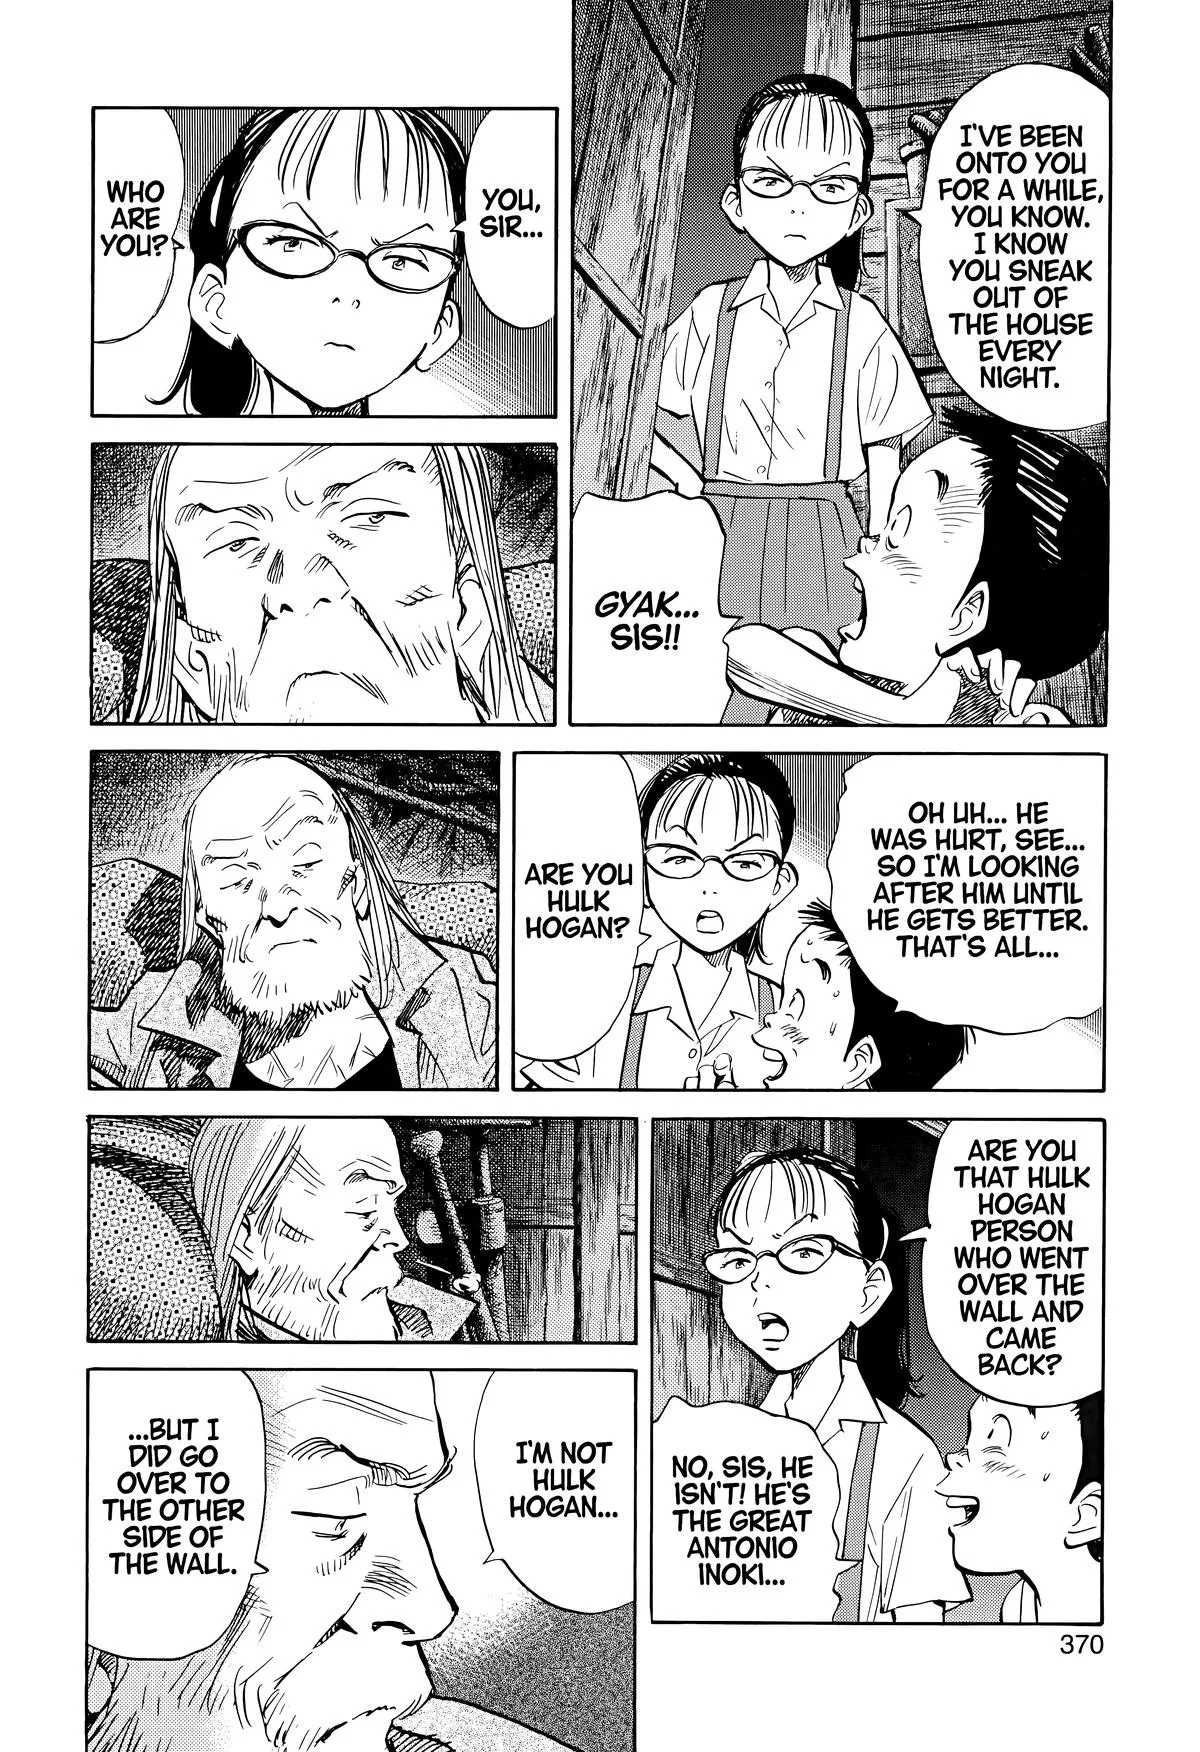 I'VE BEEN
ONTO YOU
FOR A WHILE,
YOU KNOW.
I KNOW
YOU SNEAK
OUT OF
THE HOUSE
EVERY
NIGHT.
GYAK...
SIS!!
YOU,
SIR...
WHO
ARE
YOU?
OH UH... HE
WAS HURT, SEE...
SO I'M LOOKING
AFTER HIM UNTIL
HE GETS BETTER.
THAT'S ALL...
ARE YOU
HULK
HOGAN?
ARE YOU
THAT HULK
HOGAN
PERSON
WHO WENT
OVER THE
WALL AND
CAME
BACK?
NO, SIS, HE
ISN'T! HE'S
THE GREAT
ANTONIO
INOKI...
I'M NOT
HULK
HOGAN...
...BUT I
DID GO
OVER TO
THE OTHER
SIDE OF
THE WALL.
370